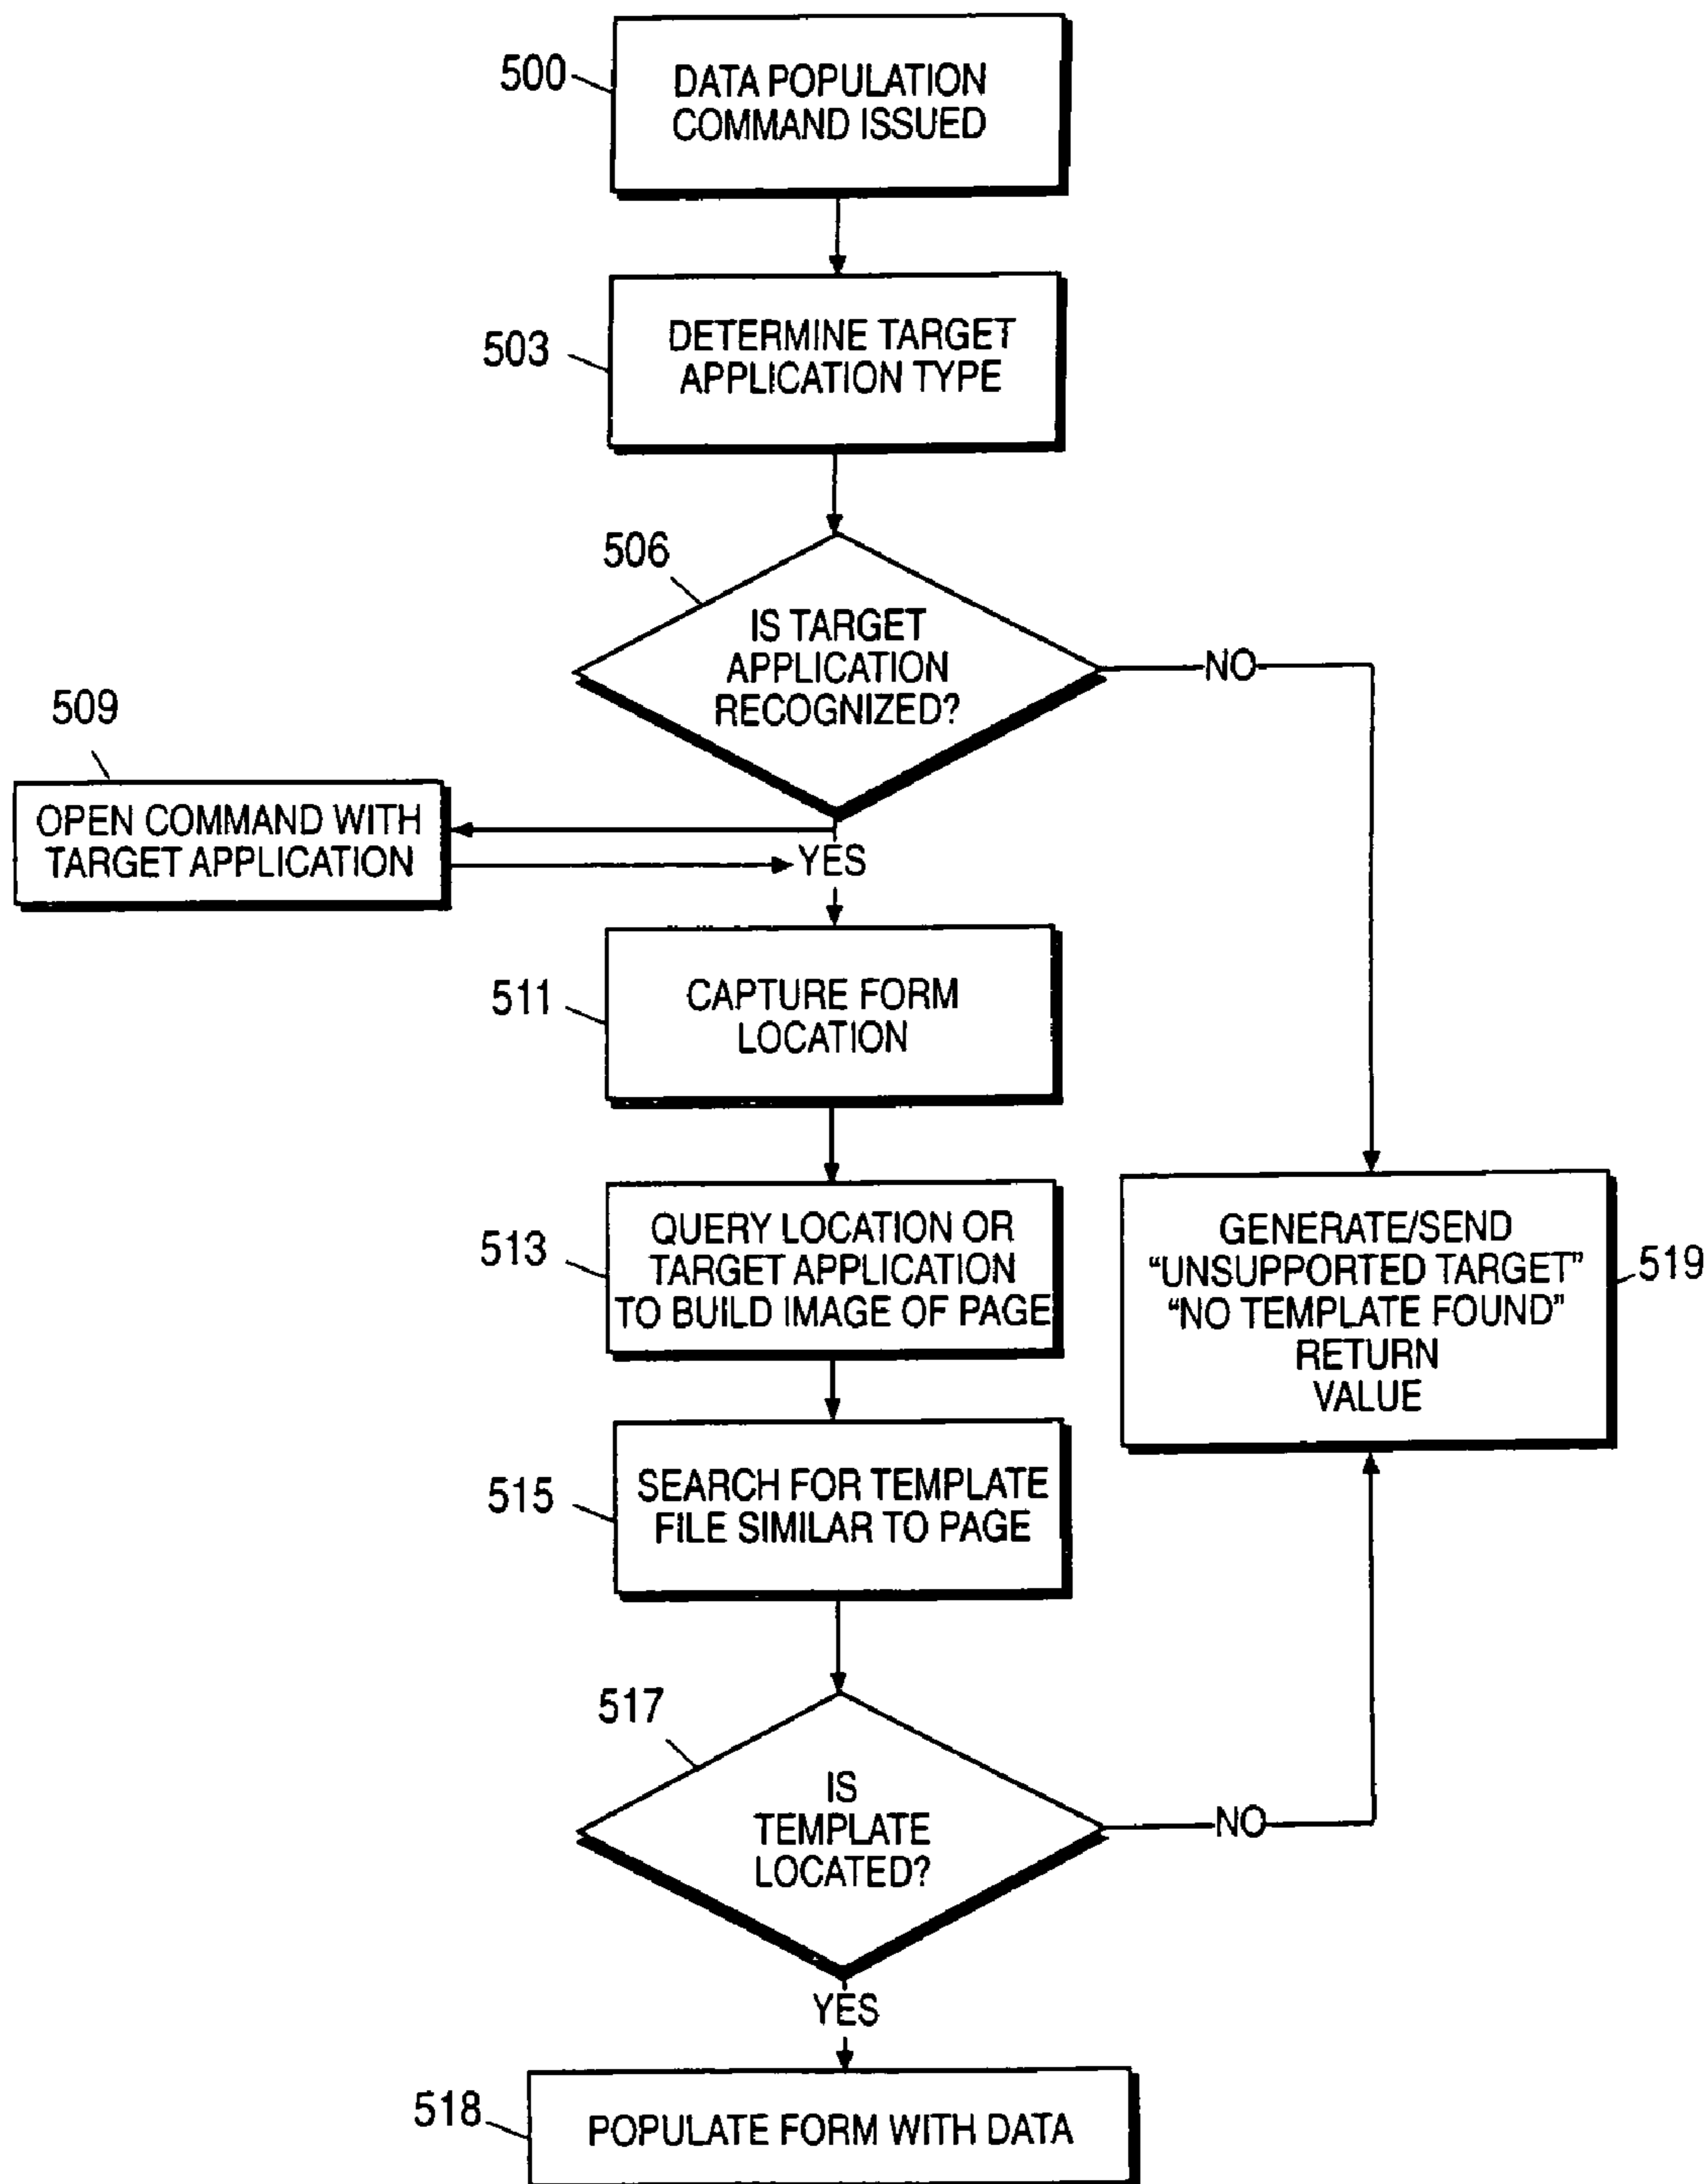 500
DATA POPULATION
COMMAND ISSUED
503
DETERMINE TARGET
APPLICATION TYPE
506
IS TARGET
APPLICATION
RECOGNIZED?
NO
509
OPEN COMMAND WITH
TARGET APPLICATION
YES
511
CAPTURE FORM
LOCATION
513
QUERY LOCATION OR
TARGET APPLICATION
TO BUILD IMAGE OF PAGE
GENERATE/SEND
“UNSUPPORTED TARGET”
“NO TEMPLATE FOUND”
RETURN
VALUE
519
515
SEARCH FOR TEMPLATE
FILE SIMILAR TO PAGE
517
IS
TEMPLATE
LOCATED?
NO
YES
518
POPULATE FORM WITH DATA